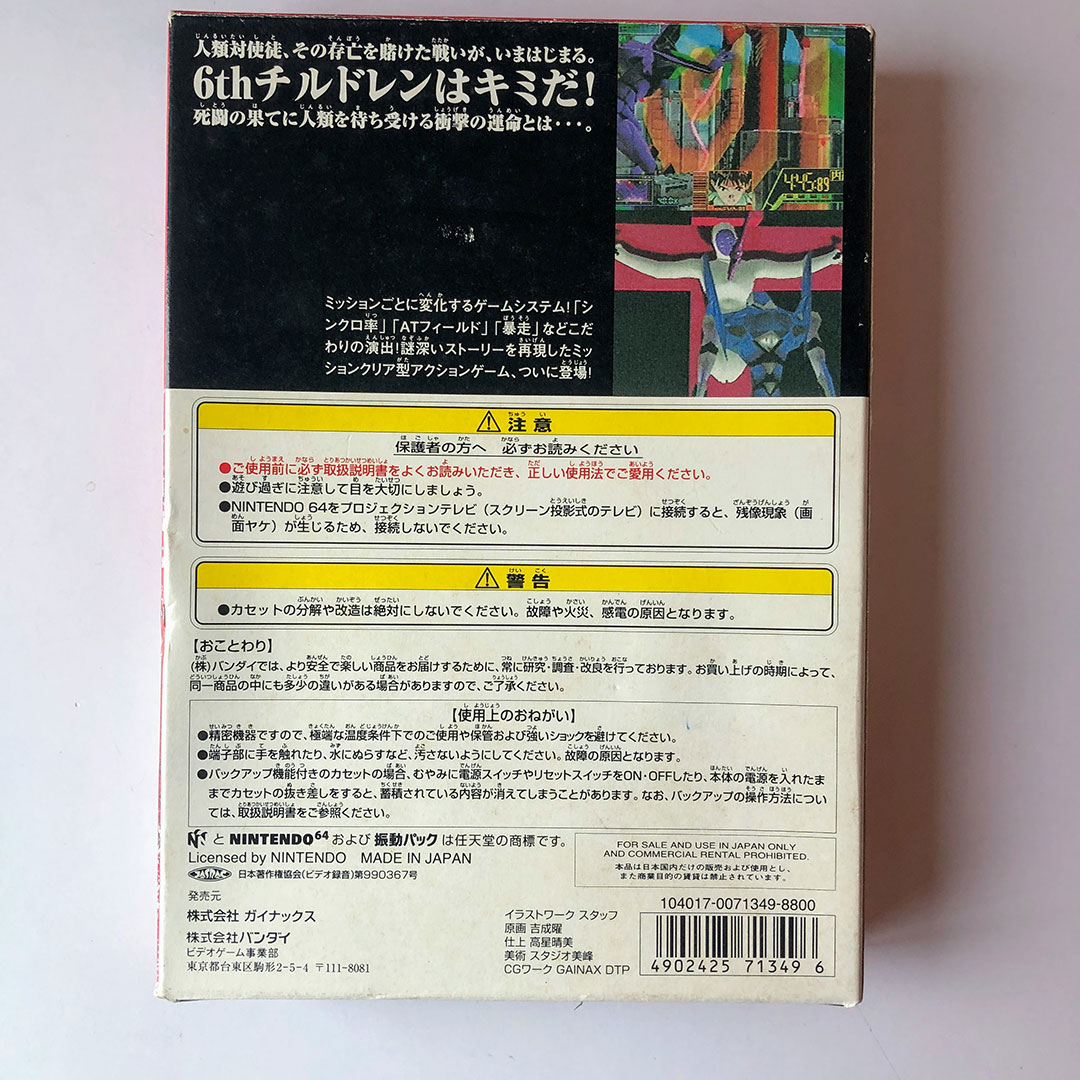 人類対使徒、その存亡を賭けた戦いが、いまはじまる。
6thチルドレンはキミだ!
死闘の果てに人類を待ち受ける衝撃の運命とは・・・。
4:45:89
内
ミッションごとに変化するゲームシステム!「シ
ンクロ率」「ATフィールド」「暴走」などこだ
わりの演出!謎深いストーリーを再現したミッ
ションクリア型アクションゲーム、ついに登場!
注意
保護者の方へ 必ずお読みください
●ご使用前に必ず取扱説明書をよくお読みいただき、正しい使用法でご愛用ください。
●遊び過ぎに注意して目を大切にしましょう。
●NINTENDO 64をプロジェクションテレビ(スクリーン投影式のテレビ)に接続すると、残像現象(画
面ヤケ)が生じるため、接続しないでください。
警告
●カセットの分解や改造は絶対にしないでください。故障や火災、感電の原因となります。
【おことわり】
(株)バンダイでは、より安全で楽しい商品をお届けするために、常に研究・調査・改良を行っております。お買い上げの時期によって、
同一商品の中にも多少の違いがある場合がありますので、ご了承ください。
【使用上のおねがい】
●精密機器ですので、極端な温度条件下でのご使用や保管および強いショックを避けてください。
●端子部に手を触れたり、水にぬらすなど、汚さないようにしてください。故障の原因となります。
●バックアップ機能付きのカセットの場合、むやみに電源スイッチやリセットスイッチをON・OFFしたり、本体の電源を入れたま
までカセットの抜き差しをすると、蓄積されている内容が消えてしまうことがあります。なお、バックアップの操作方法につい
ては、取扱説明書をご参照ください。
と NINTENDO64 および 振動パック は任天堂の商標です。
Licensed by NINTENDO MADE IN JAPAN
JASRAC 日本著作権協会(ビデオ録音)第990367号
FOR SALE AND USE IN JAPAN ONLY
AND COMMERCIAL RENTAL PROHIBITED.
本品は日本国内だけの販売および使用とし、
また商業目的の賃貸は禁止されています。
発売元
株式会社 ガイナックス
株式会社バンダイ
ビデオゲーム事業部
東京都台東区駒形2-5-4 〒111-8081
イラストワーク スタッフ
原画 吉成曜
仕上 高星晴美
美術 スタジオ美峰
CGワーク GAINAX DTP
104017-0071349-8800
4902425 71349 6